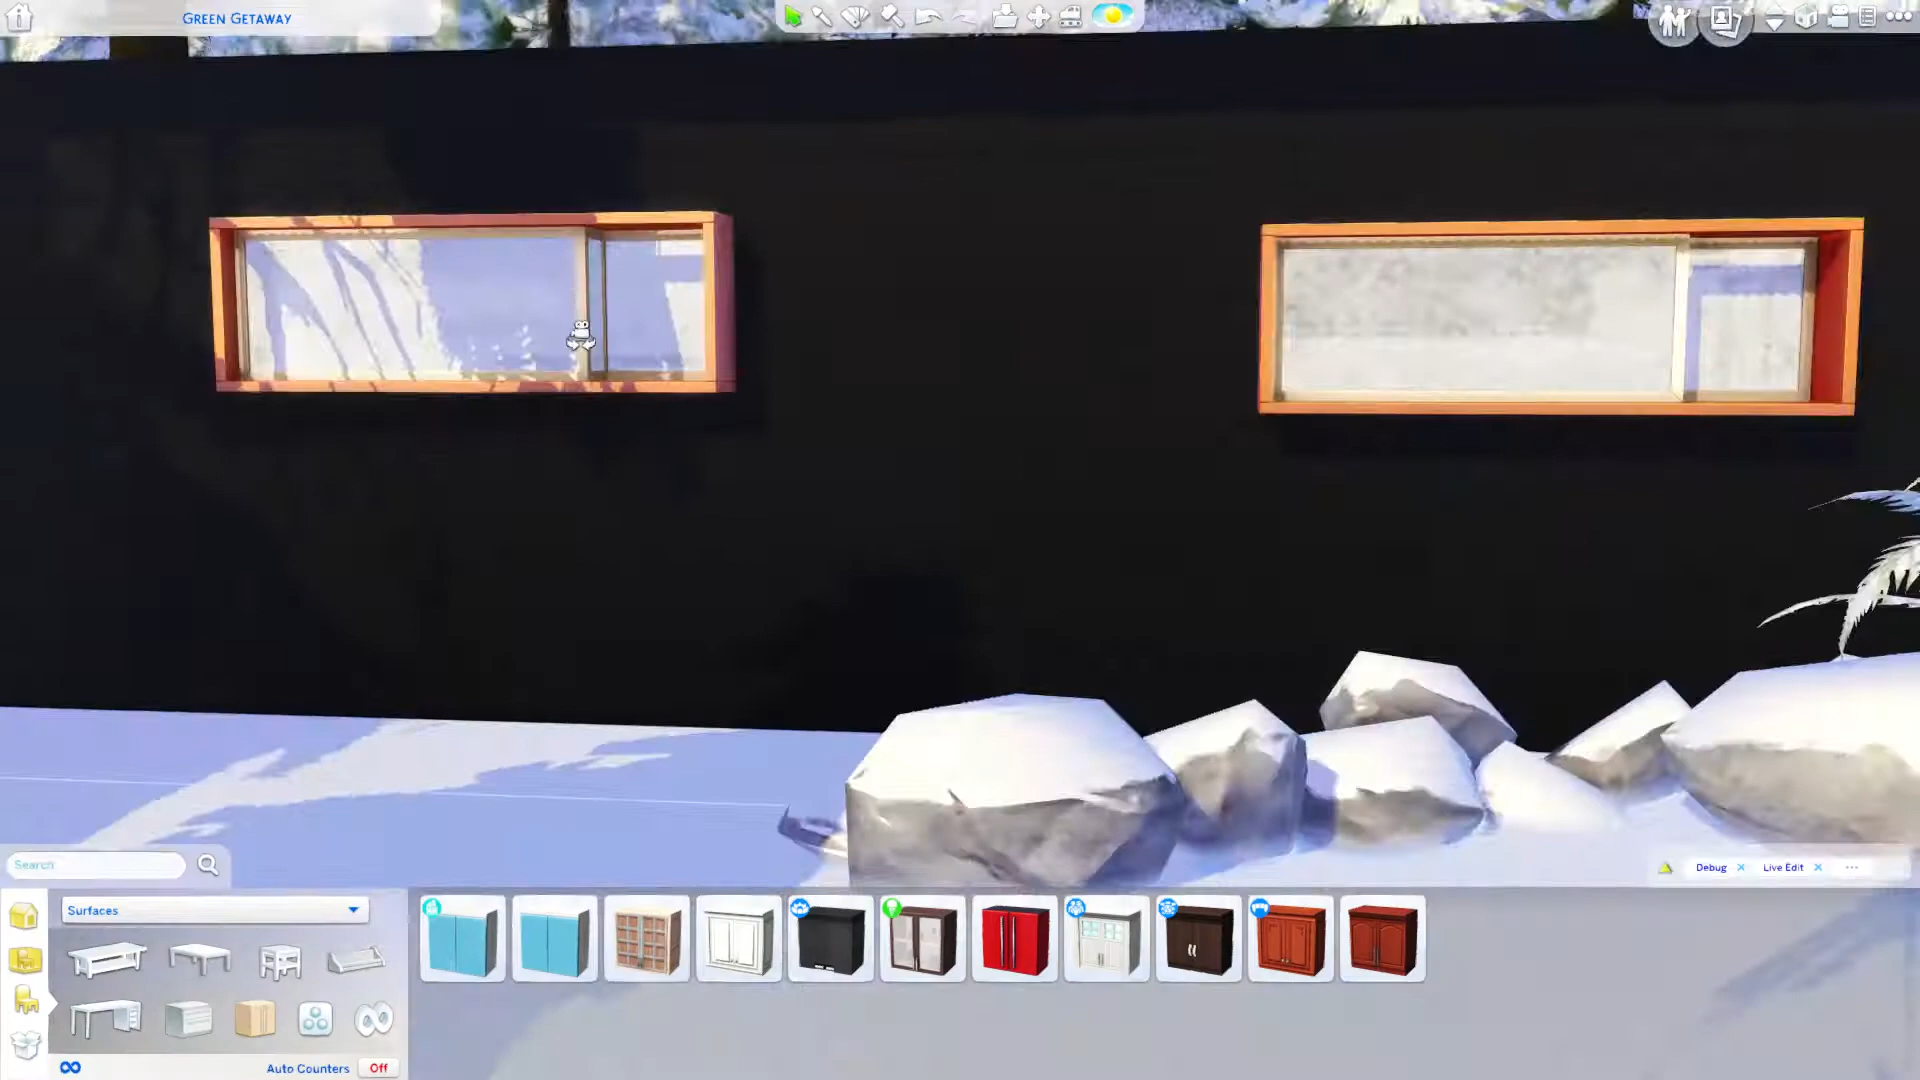 GREEN GETAWAY
Search
Debug
Live Edit
Surfaces
Auto Counters Off